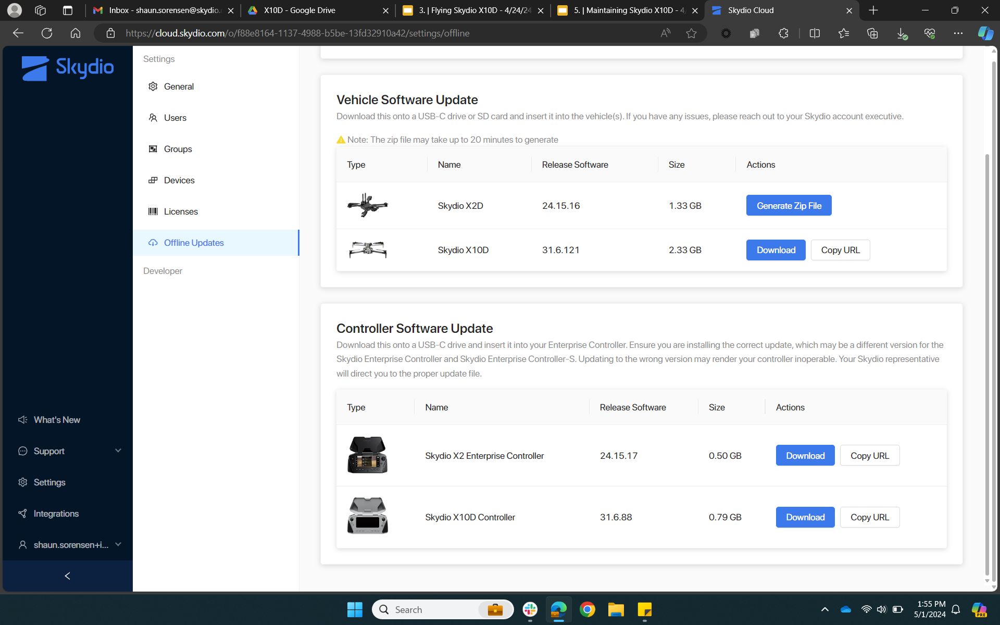 Inbox - shaun.sorensen@skydio.
X10D - Google Drive
3. | Flying Skydio X10D - 4/24/24
5. | Maintaining Skydio X10D - 4/
Skydio Cloud
https://cloud.skydio.com/o/f88e8164-1137-4988-b5be-13fd32910a42/settings/offline
Skydio
Settings
General
Users
Groups
Devices
Licenses
Offline Updates
Developer
What's New
Support
Settings
Integrations
shaun.sorensen+i...
Vehicle Software Update
Download this onto a USB-C drive or SD card and insert it into the vehicle(s). If you have any issues, please reach out to your Skydio account executive.
Note: The zip file may take up to 20 minutes to generate
Type Name Release Software Size Actions
Skydio X2D 24.15.16 1.33 GB Generate Zip File
Skydio X10D 31.6.121 2.33 GB Download Copy URL
Controller Software Update
Download this onto a USB-C drive and insert it into your Enterprise Controller. Ensure you are installing the correct update, which may be a different version for the
Skydio Enterprise Controller and Skydio Enterprise Controller-S. Updating to the wrong version may render your controller inoperable. Your Skydio representative
will direct you to the proper update file.
Type Name Release Software Size Actions
Skydio X2 Enterprise Controller 24.15.17 0.50 GB Download Copy URL
Skydio X10D Controller 31.6.88 0.79 GB Download Copy URL
Search
1:55 PM
5/1/2024
PRE